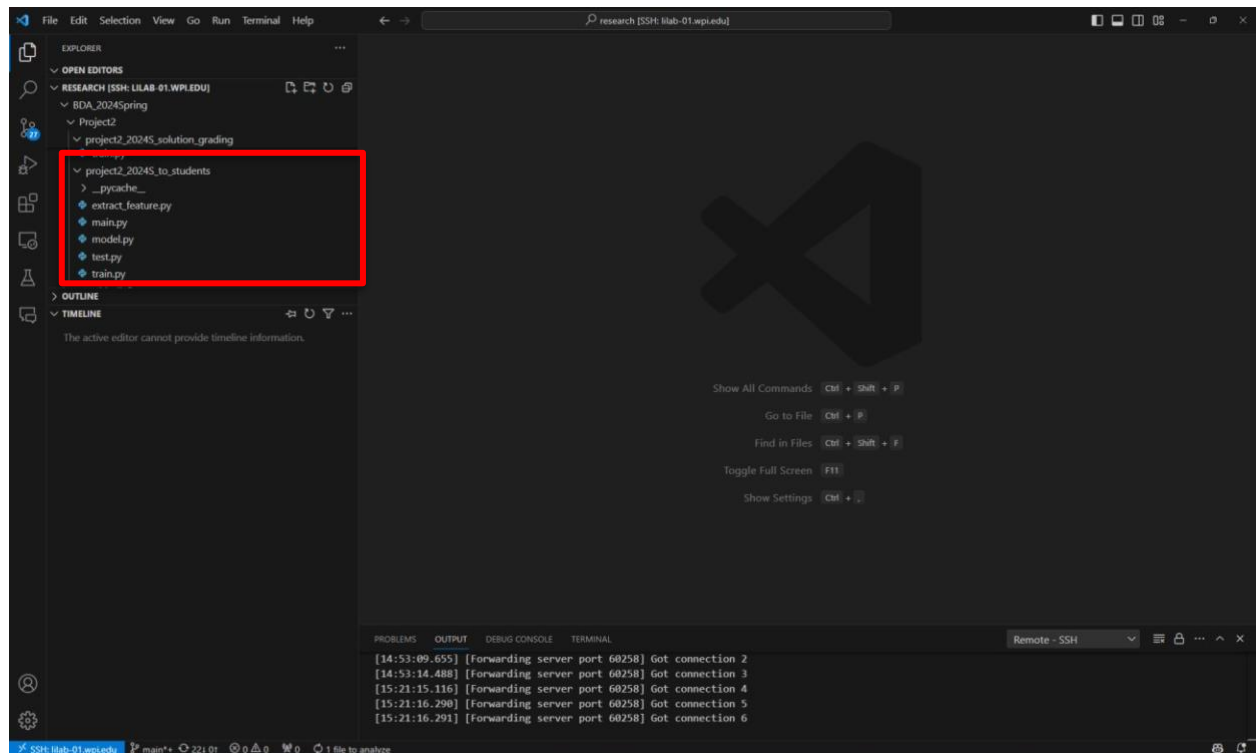 File Edit Selection View Go Run Terminal Help
research [SSH: lilab-01.wpi.edu]
EXPLORER
OPEN EDITORS
RESEARCH [SSH: LILAB-01.WPI.EDU]
BDA_2024Spring
Project2
project2_2024S_solution_grading
train.py
project2_2024S_to_students
__pycache__
extract_feature.py
main.py
model.py
test.py
train.py
OUTLINE
TIMELINE
The active editor cannot provide timeline information.
27
Show All Commands Ctrl + Shift + P
Go to File Ctrl + P
Find in Files Ctrl + Shift + F
Toggle Full Screen F11
Show Settings Ctrl + ,
PROBLEMS OUTPUT DEBUG CONSOLE TERMINAL
Remote - SSH
[14:53:09.655] [Forwarding server port 60258] Got connection 2
[14:53:14.488] [Forwarding server port 60258] Got connection 3
[15:21:15.116] [Forwarding server port 60258] Got connection 4
[15:21:16.290] [Forwarding server port 60258] Got connection 5
[15:21:16.291] [Forwarding server port 60258] Got connection 6
SSH: lilab-01.wpi.edu main*+ 22↓ 0↑ 0 0 0 1 file to analyze